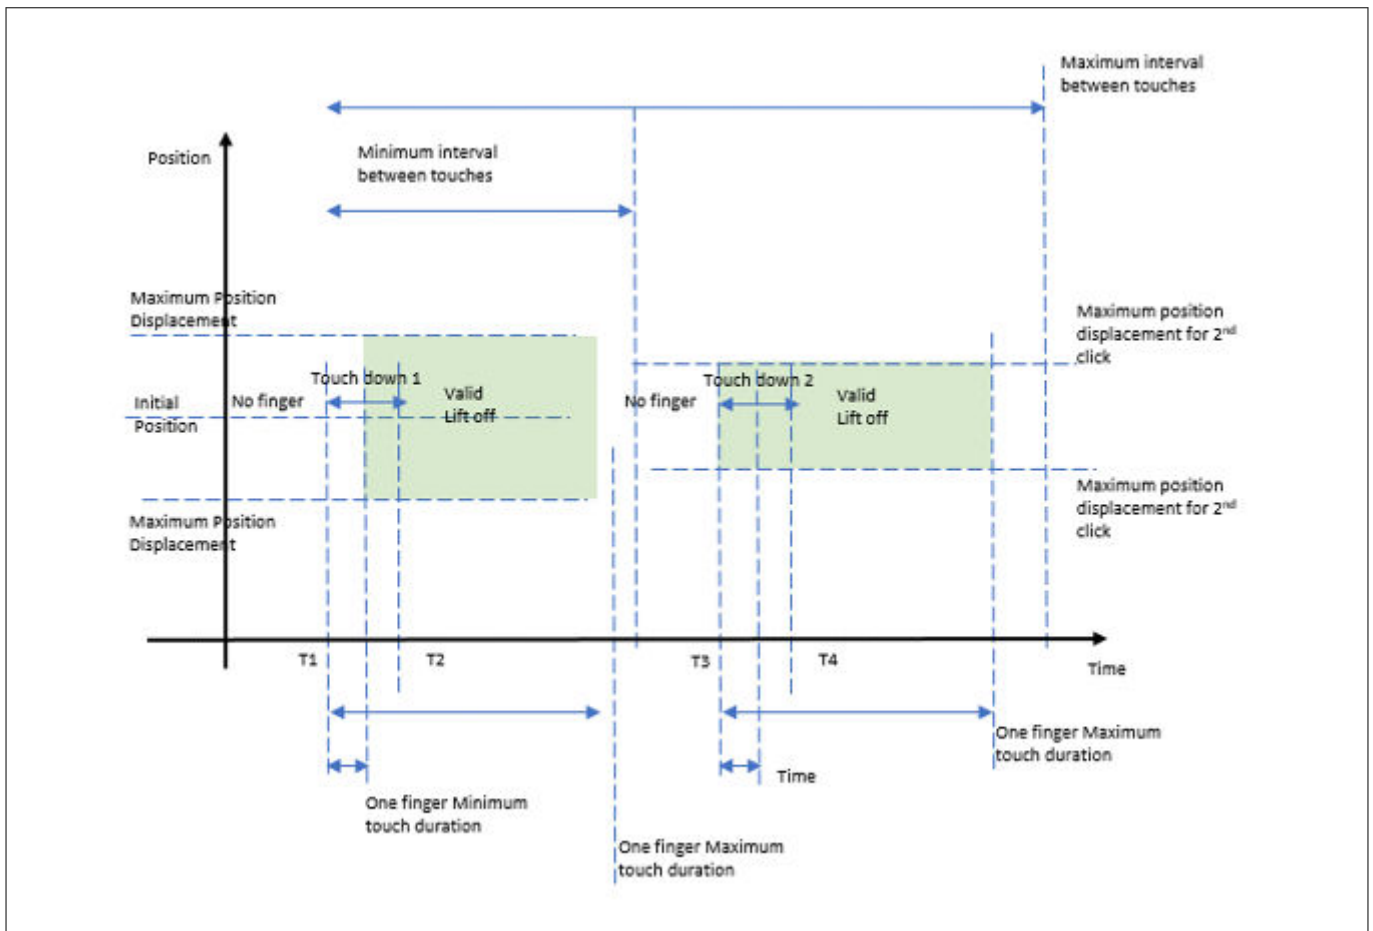 Maximum interval
between touches
Position
Minimum interval
between touches
Maximum Position
Displacement
Maximum position
displacement for 2nd
click
Touch down 1
Touch down 2
Initial
Position
No finger
Valid
Lift off
No finger
Valid
Lift off
Maximum Position
Displacement
Maximum position
displacement for 2nd
click
T1
T2
T3
T4
Time
One finger Maximum
touch duration
Time
One finger Minimum
touch duration
One finger Maximum
touch duration